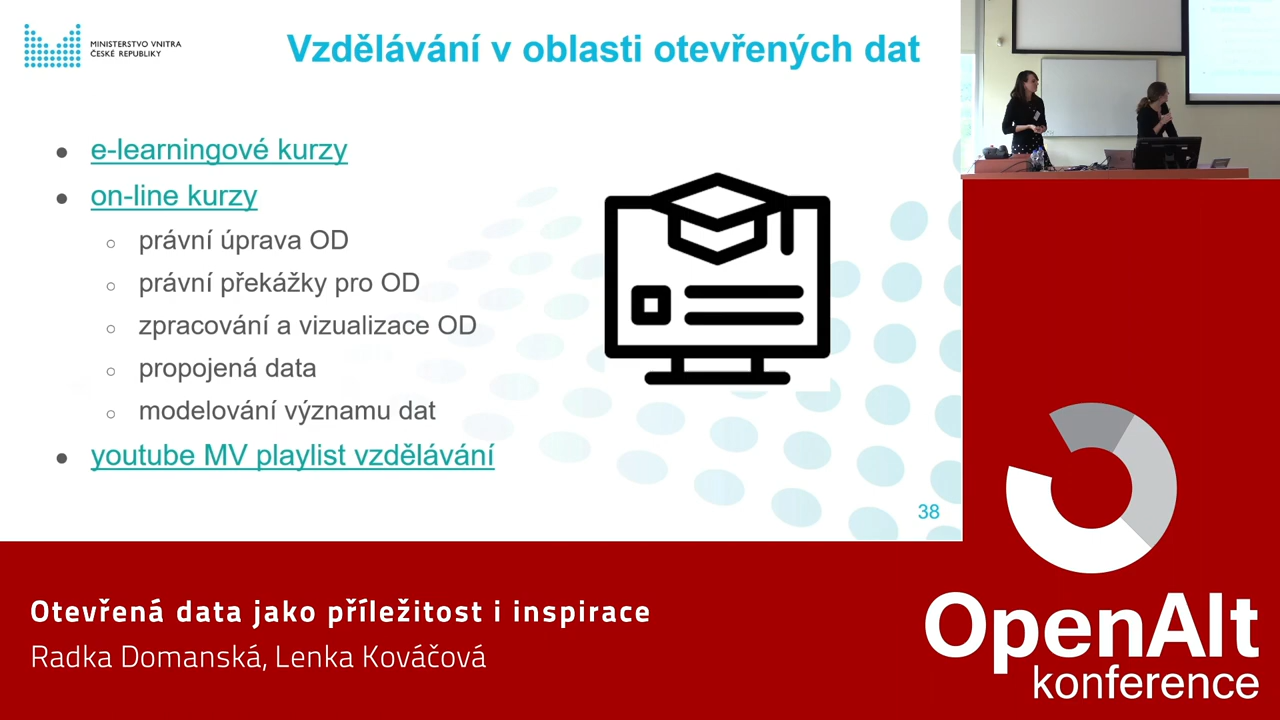 MINISTERSTVO VNITRA
ČESKÉ REPUBLIKY
Vzdělávání v oblasti otevřených dat
e-learningové kurzy
on-line kurzy
právní úprava OD
právní překážky pro OD
zpracování a vizualizace OD
propojená data
modelování významu dat
youtube MV playlist vzdělávání
38
Otevřená data jako příležitost i inspirace
Radka Domanská, Lenka Kováčová
OpenAlt
konference